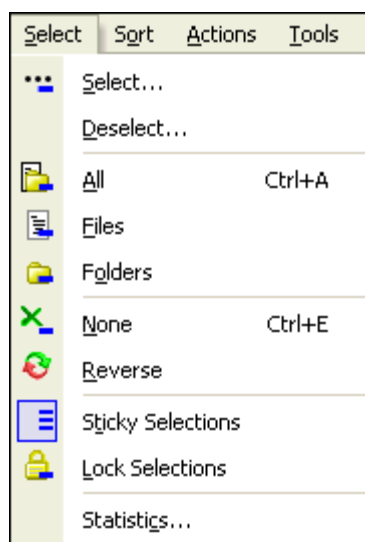 Select Sort Actions Tools
Select...
Deselect...
All Ctrl+A
Files
Folders
None Ctrl+E
Reverse
Sticky Selections
Lock Selections
Statistics...